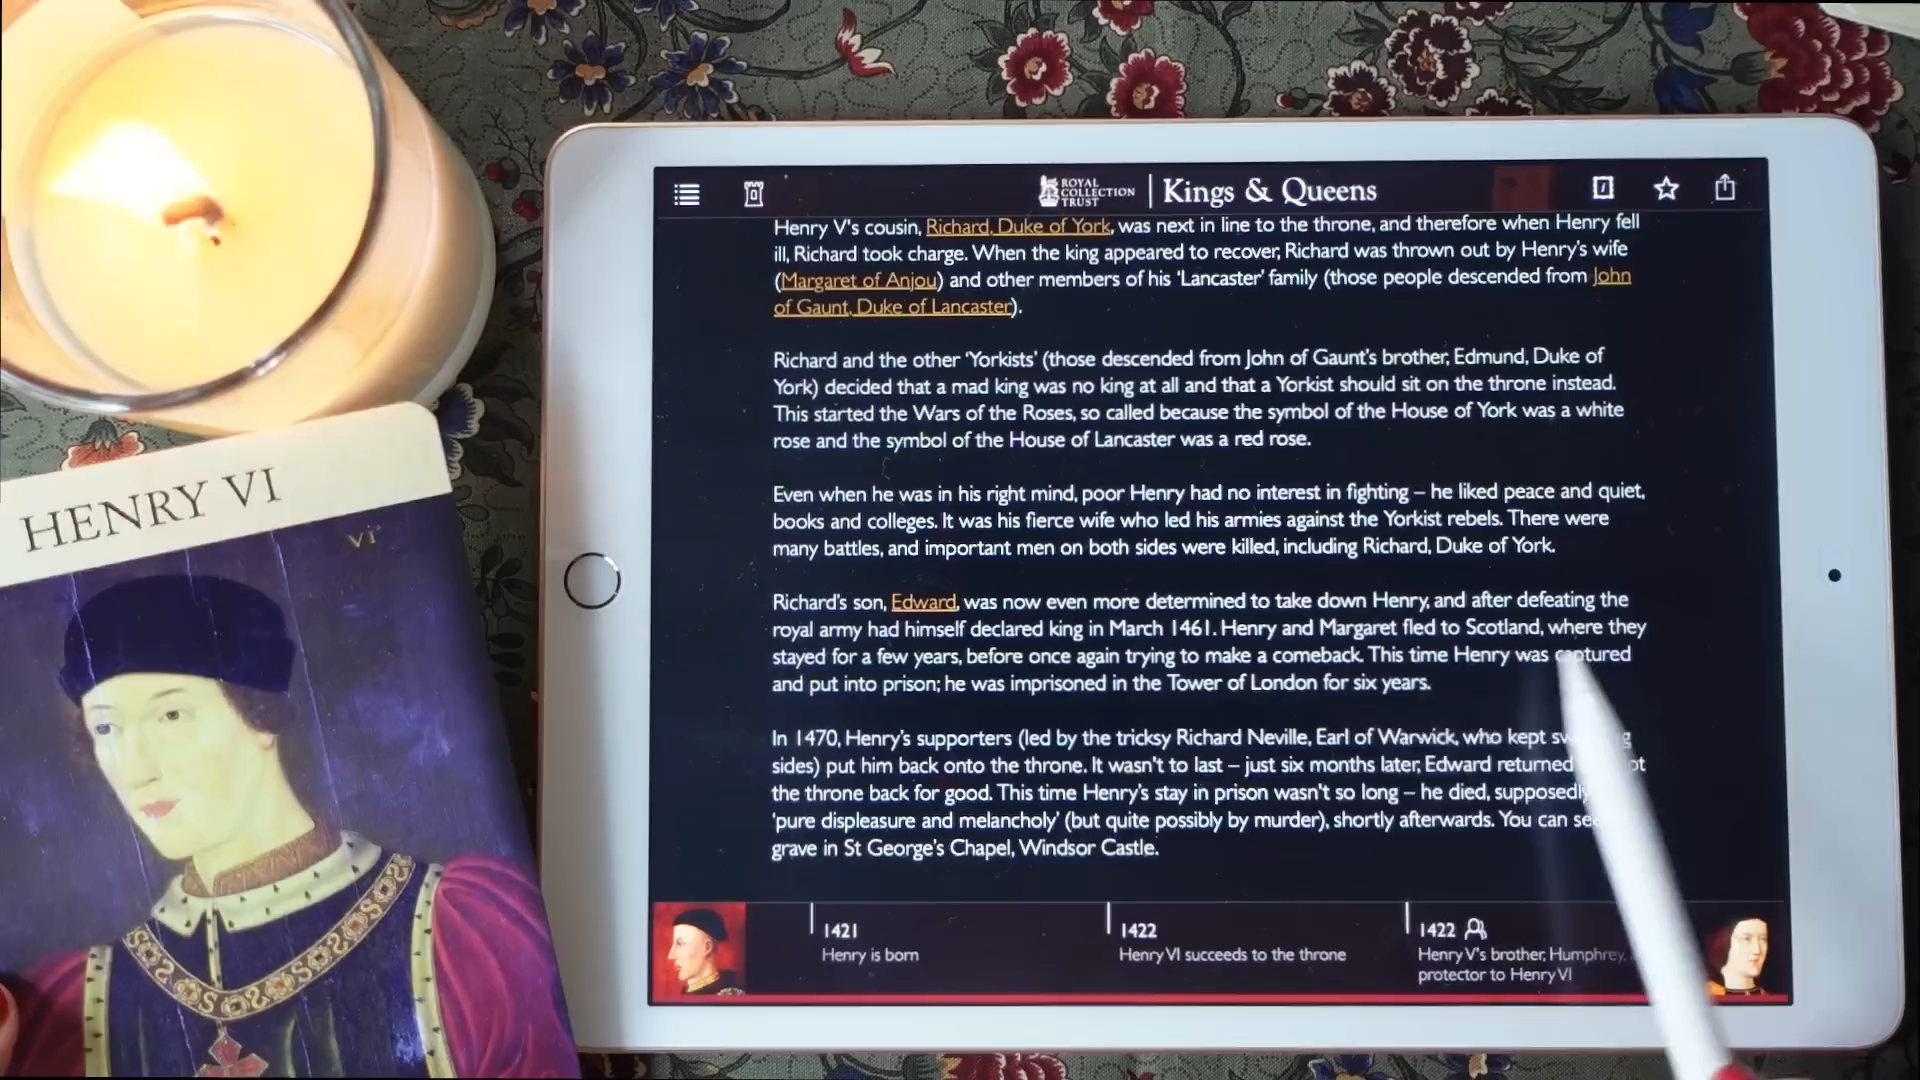 HENRY VI
VI
ROYAL
COLLECTION
TRUST
Kings & Queens
Henry V's cousin, Richard, Duke of York, was next in line to the throne, and therefore when Henry fell
ill, Richard took charge. When the king appeared to recover, Richard was thrown out by Henry's wife
(Margaret of Anjou) and other members of his 'Lancaster' family (those people descended from John
of Gaunt, Duke of Lancaster).
Richard and the other 'Yorkists' (those descended from John of Gaunt's brother, Edmund, Duke of
York) decided that a mad king was no king at all and that a Yorkist should sit on the throne instead.
This started the Wars of the Roses, so called because the symbol of the House of York was a white
rose and the symbol of the House of Lancaster was a red rose.
Even when he was in his right mind, poor Henry had no interest in fighting – he liked peace and quiet,
books and colleges. It was his fierce wife who led his armies against the Yorkist rebels. There were
many battles, and important men on both sides were killed, including Richard, Duke of York.
Richard's son, Edward, was now even more determined to take down Henry, and after defeating the
royal army had himself declared king in March 1461. Henry and Margaret fled to Scotland, where they
stayed for a few years, before once again trying to make a comeback. This time Henry was captured
and put into prison; he was imprisoned in the Tower of London for six years.
In 1470, Henry's supporters (led by the tricksy Richard Neville, Earl of Warwick, who kept
sides) put him back onto the throne. It wasn't to last – just six months later, Edward returned
the throne back for good. This time Henry's stay in prison wasn't so long – he died, supposedly
'pure displeasure and melancholy' (but quite possibly by murder), shortly afterwards. You can
grave in St George's Chapel, Windsor Castle.
1421
Henry is born
1422
Henry VI succeeds to the throne
1422
Henry V's brother, Humphrey,
protector to Henry VI